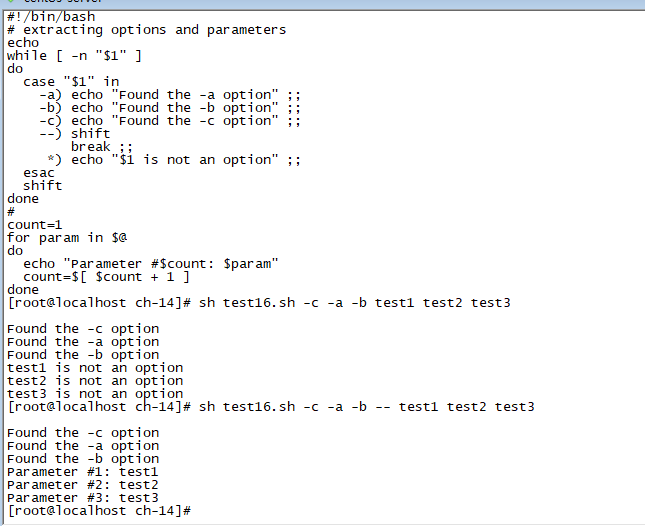 #!/bin/bash
# extracting options and parameters
echo
while [ -n "$1" ]
do
  case "$1" in
    -a) echo "Found the -a option" ;;
    -b) echo "Found the -b option" ;;
    -c) echo "Found the -c option" ;;
    --) shift
        break ;;
     *) echo "$1 is not an option" ;;
  esac
  shift
done
#
count=1
for param in $@
do
  echo "Parameter #$count: $param"
  count=$[ $count + 1 ]
done
[root@localhost ch-14]# sh test16.sh -c -a -b test1 test2 test3

Found the -c option
Found the -a option
Found the -b option
test1 is not an option
test2 is not an option
test3 is not an option
[root@localhost ch-14]# sh test16.sh -c -a -b -- test1 test2 test3

Found the -c option
Found the -a option
Found the -b option
Parameter #1: test1
Parameter #2: test2
Parameter #3: test3
[root@localhost ch-14]#